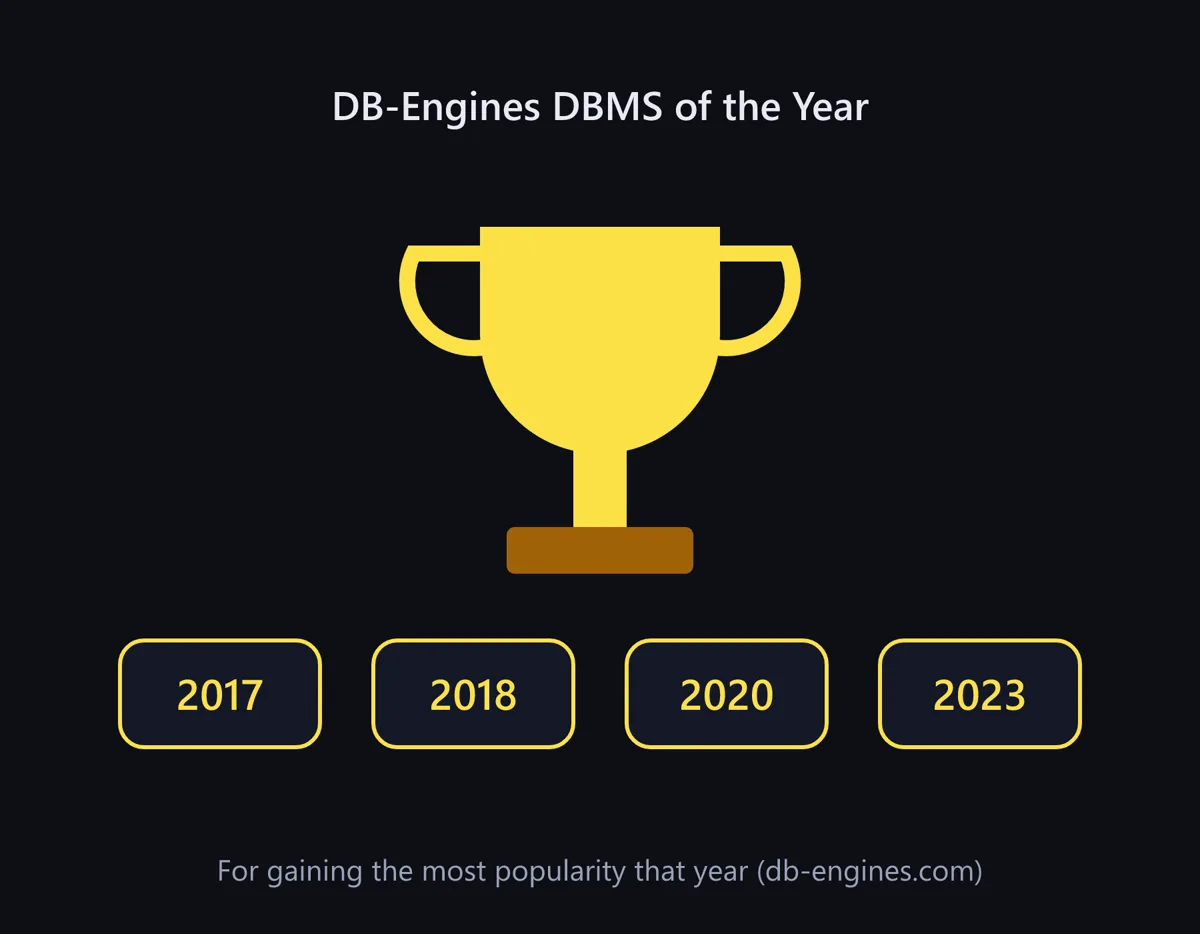 DB-Engines DBMS of the Year
2017
2018
2020
2023
For gaining the most popularity that year (db-engines.com)